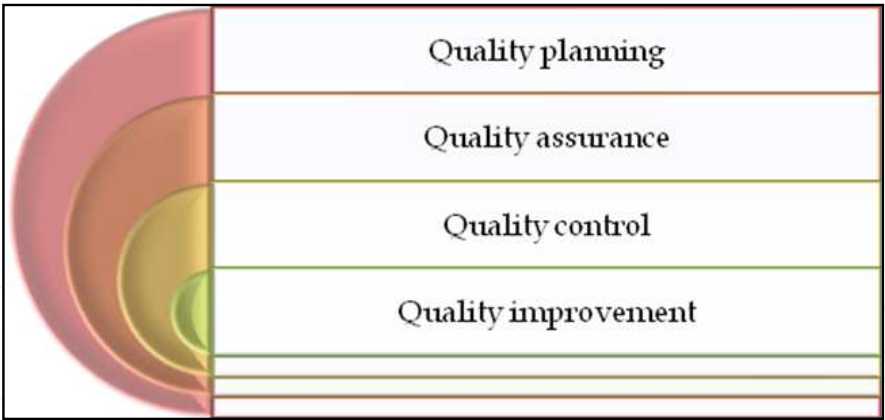 Quality planning
Quality assurance
Quality control
Quality improvement